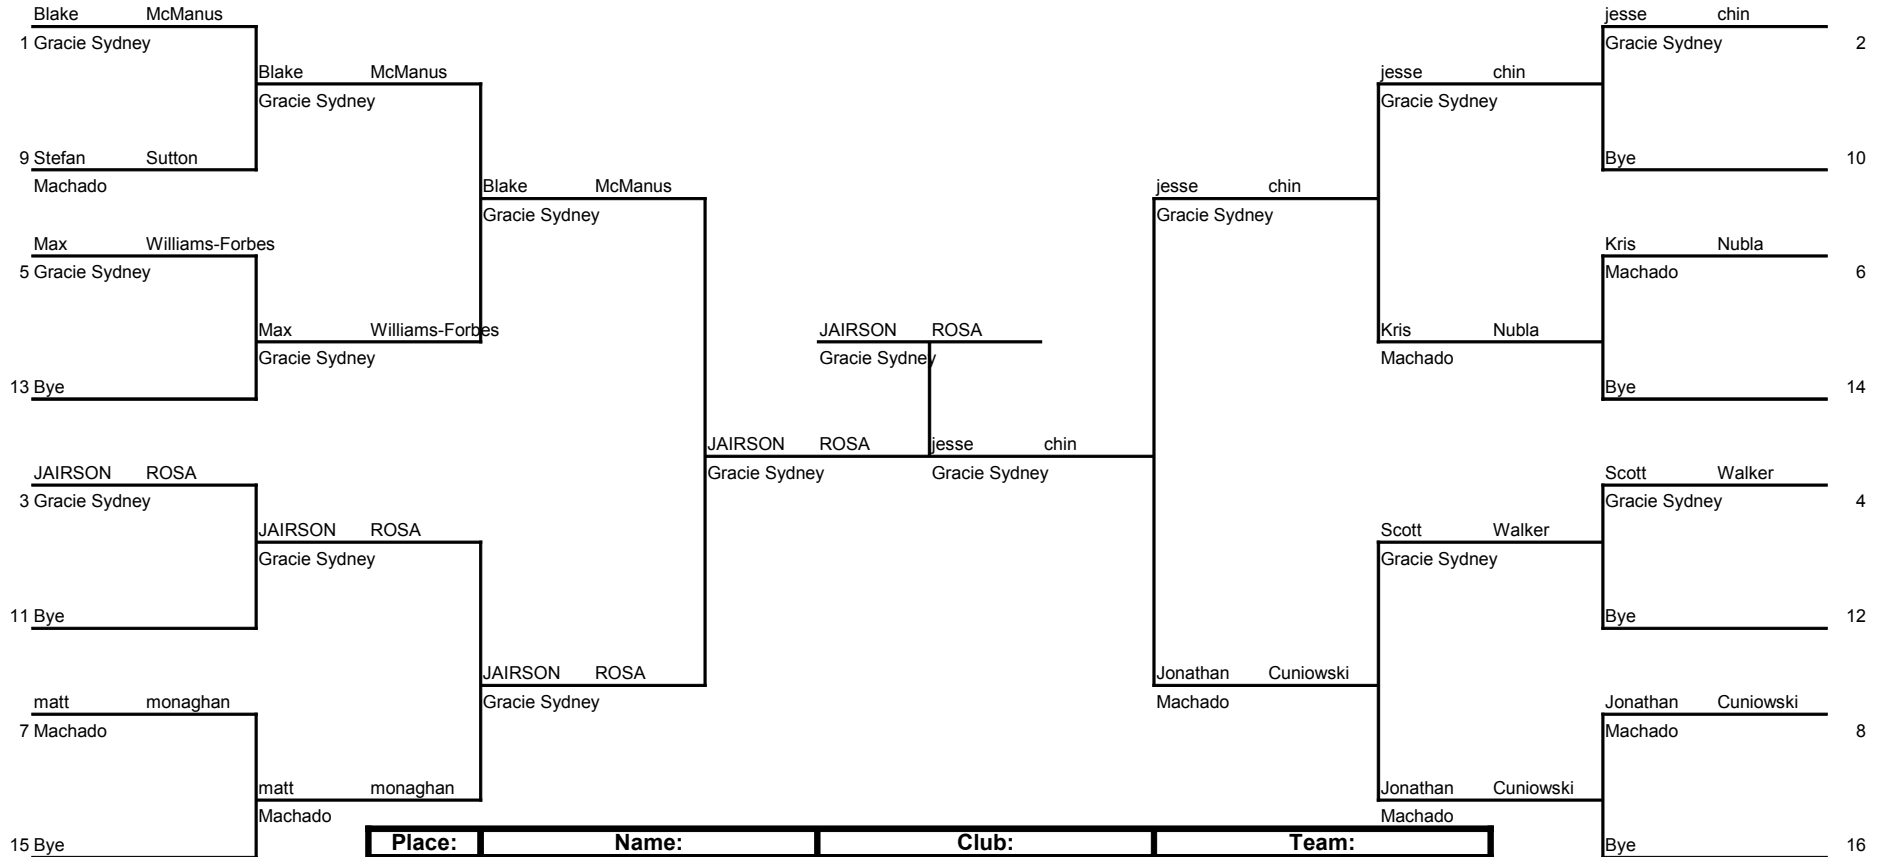 Blake McManus jesse chin
1 Gracie Sydney Gracie Sydney 2
Blake McManus jesse chin
Gracie Sydney Gracie Sydney
9 Stefan Sutton Bye 10
Machado Blake McManus jesse chin
Gracie Sydney Gracie Sydney
Max Williams-Forbes Kris Nubla
5 Gracie Sydney Machado 6
Max Williams-Forbes JAIRSON ROSA Kris Nubla
Gracie Sydney Gracie Sydney Machado
13 Bye Bye 14
JAIRSON ROSA jesse chin
JAIRSON ROSA Gracie Sydney Gracie Sydney Scott Walker
3 Gracie Sydney Gracie Sydney 4
JAIRSON ROSA Scott Walker
Gracie Sydney Gracie Sydney
11 Bye Bye 12
JAIRSON ROSA Jonathan Cuniowski
matt monaghan Gracie Sydney Machado Jonathan Cuniowski
7 Machado Machado 8
matt monaghan Jonathan Cuniowski
Machado Machado
15 Bye Place: Name: Club: Team: Bye 16